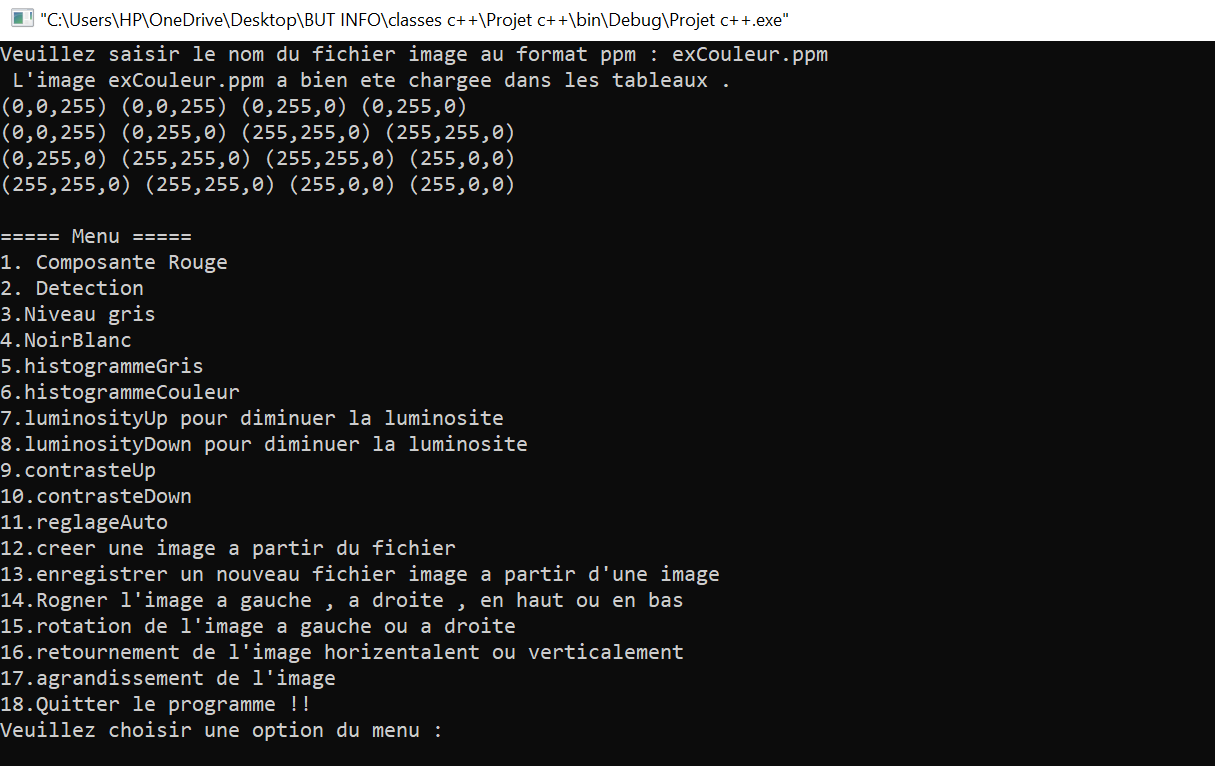 "C:\Users\HP\OneDrive\Desktop\BUT INFO\classes c++\Projet c++\bin\Debug\Projet c++.exe"
Veuillez saisir le nom du fichier image au format ppm : exCouleur.ppm
L'image exCouleur.ppm a bien ete chargee dans les tableaux .
(0,0,255) (0,0,255) (0,255,0) (0,255,0)
(0,0,255) (0,255,0) (255,255,0) (255,255,0)
(0,255,0) (255,255,0) (255,255,0) (255,0,0)
(255,255,0) (255,255,0) (255,0,0) (255,0,0)
===== Menu =====
1. Composante Rouge
2. Detection
3.Niveau gris
4.NoirBlanc
5.histogrammeGris
6.histogrammeCouleur
7.luminosityUp pour diminuer la luminosite
8.luminosityDown pour diminuer la luminosite
9.contrasteUp
10.contrasteDown
11.reglageAuto
12.creer une image a partir du fichier
13.enregistrer un nouveau fichier image a partir d'une image
14.Rogner l'image a gauche , a droite , en haut ou en bas
15.rotation de l'image a gauche ou a droite
16.retournement de l'image horizentalent ou verticalement
17.agrandissement de l'image
18.Quitter le programme !!
Veuillez choisir une option du menu :